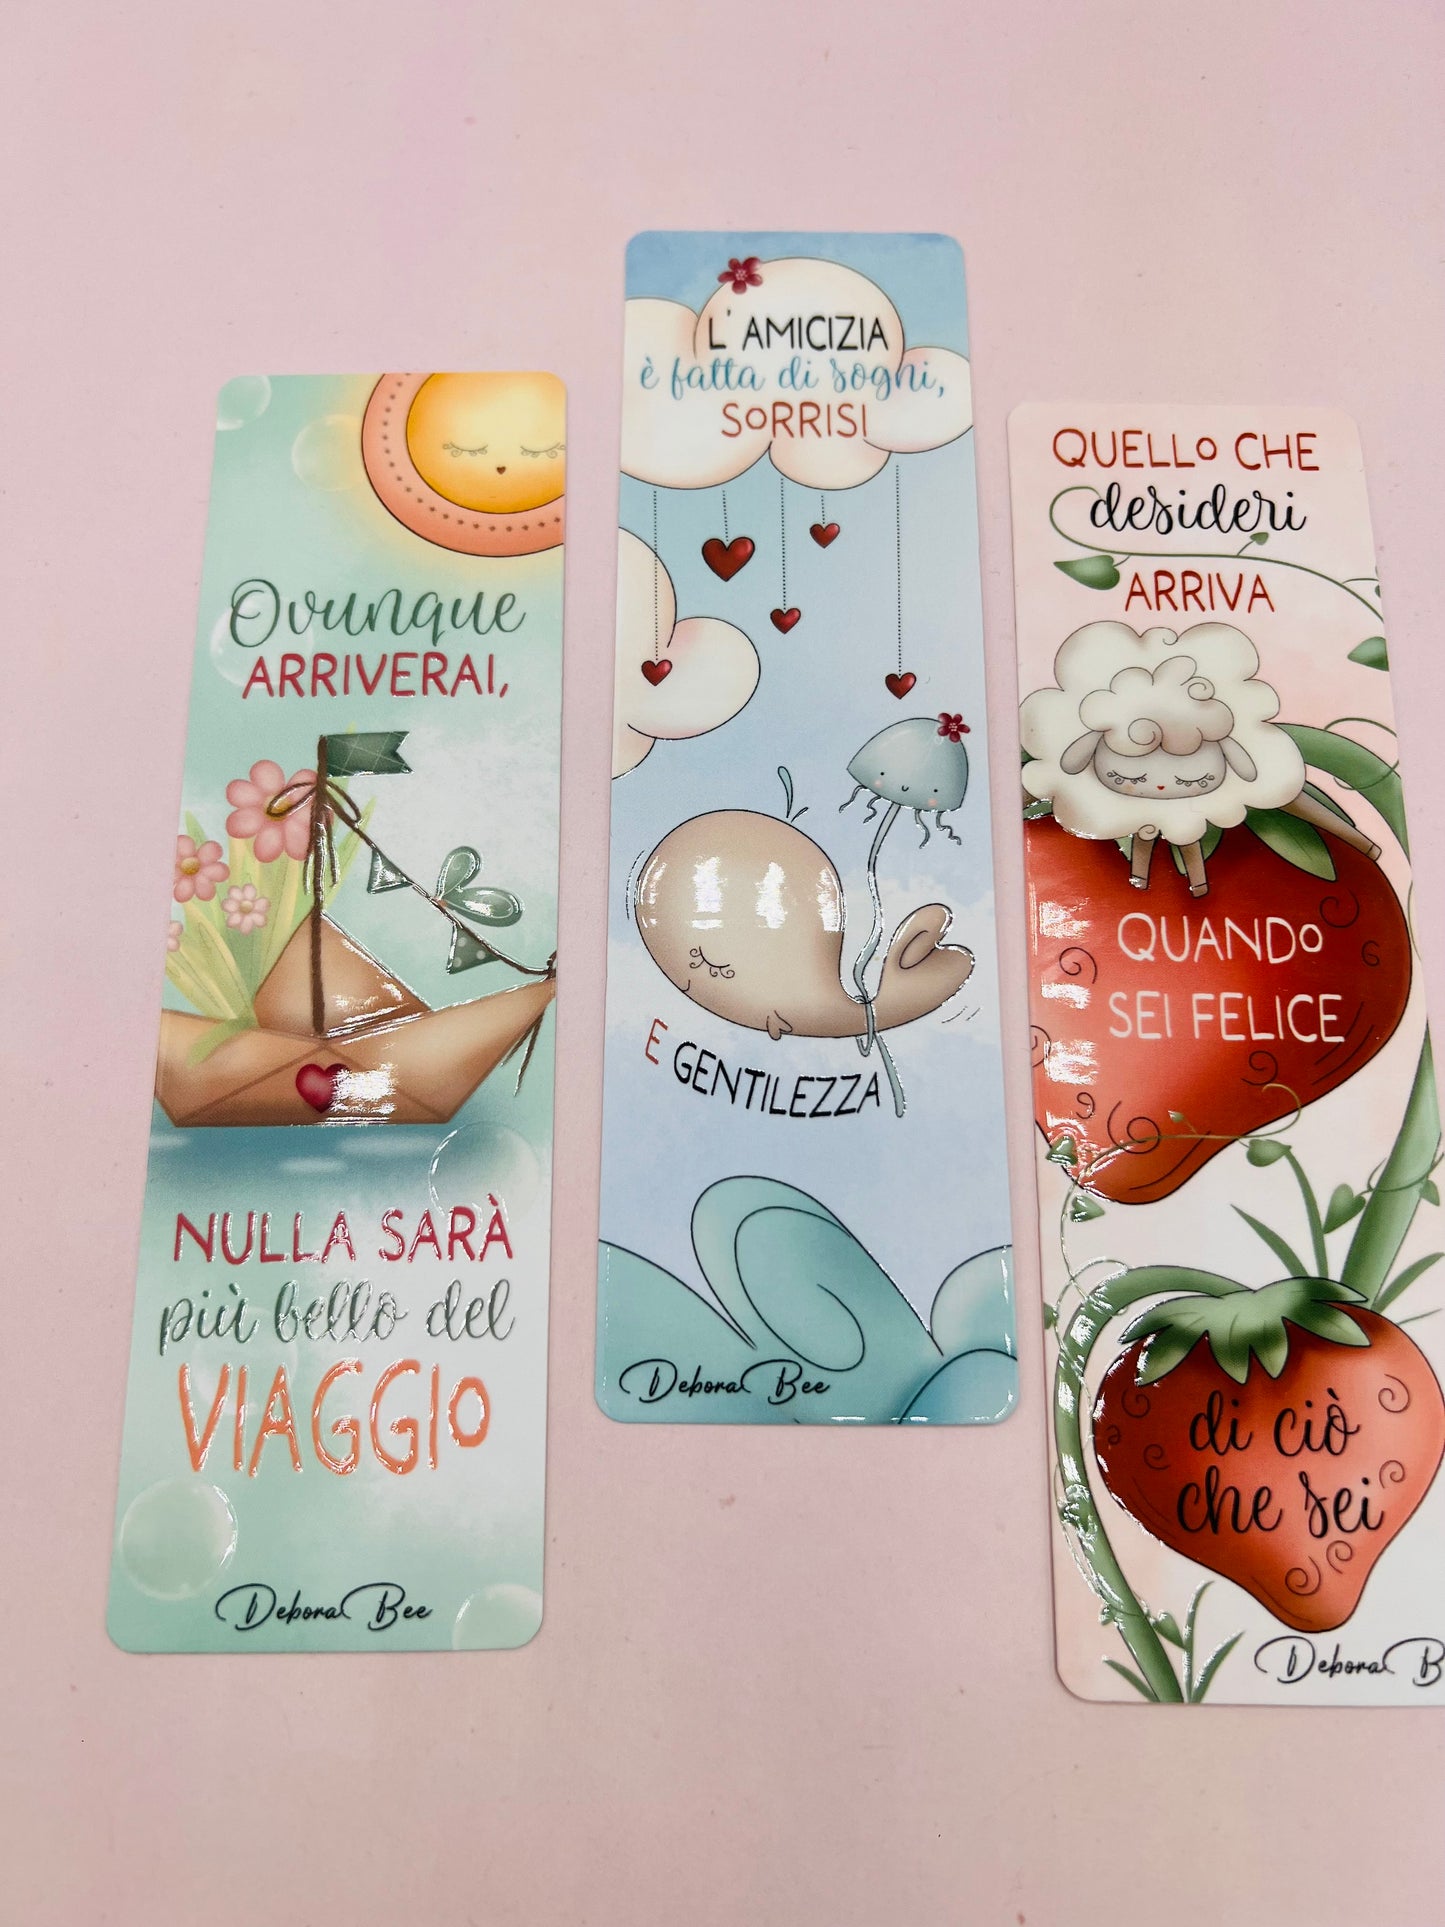 Ovunque
ARRIVERAI,
NULLA SARÀ
più bello del
VIAGGIO
Debora Bee
L'AMICIZIA
è fatta di sogni,
SORRISI
E GENTILEZZA
Debora Bee
QUELLO CHE
desideri
ARRIVA
QUANDO
SEI FELICE
di ciò
che sei
Debora B